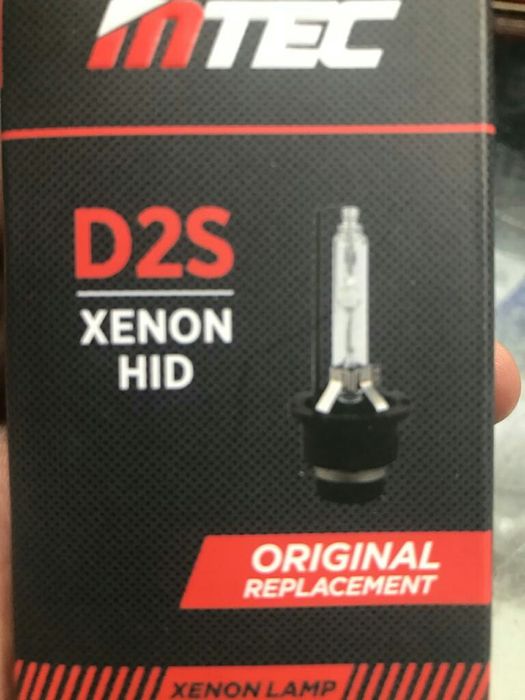 MTEC
D2S
XENON
HID
ORIGINAL
REPLACEMENT
XENON LAMP